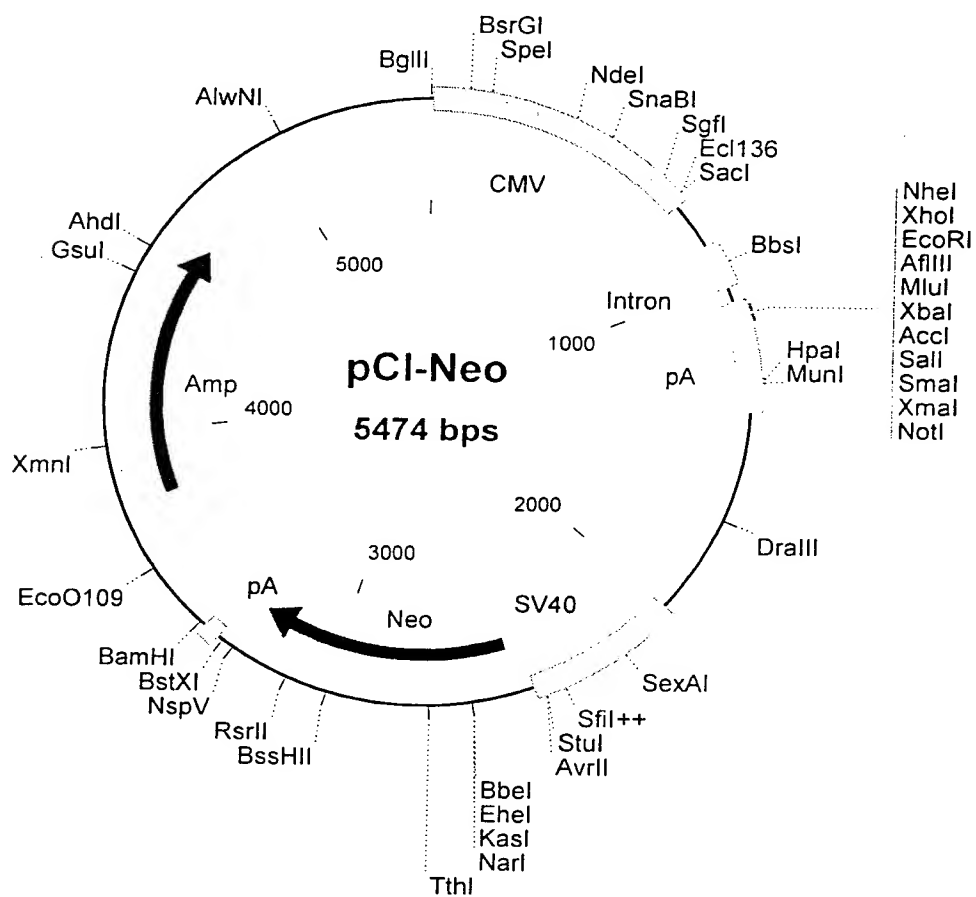 BsrGI
SpeI
BglII
NdeI
SnaBI
SgfI
Ecl136
SacI
AlwNI
CMV
NheI
XhoI
EcoRI
AflIII
MluI
XbaI
AccI
SalI
SmaI
XmaI
NotI
AhdI
GsuI
BbsI
5000
Intron
1000
pCI-Neo
5474 bps
HpaI
MunI
pA
Amp
4000
XmnI
2000
DraIII
3000
EcoO109
pA
Neo
SV40
BamHI
BstXI
NspV
SexAI
RsrII
BssHII
SfiI++
StuI
AvrII
BbeI
EheI
KasI
NarI
TthI